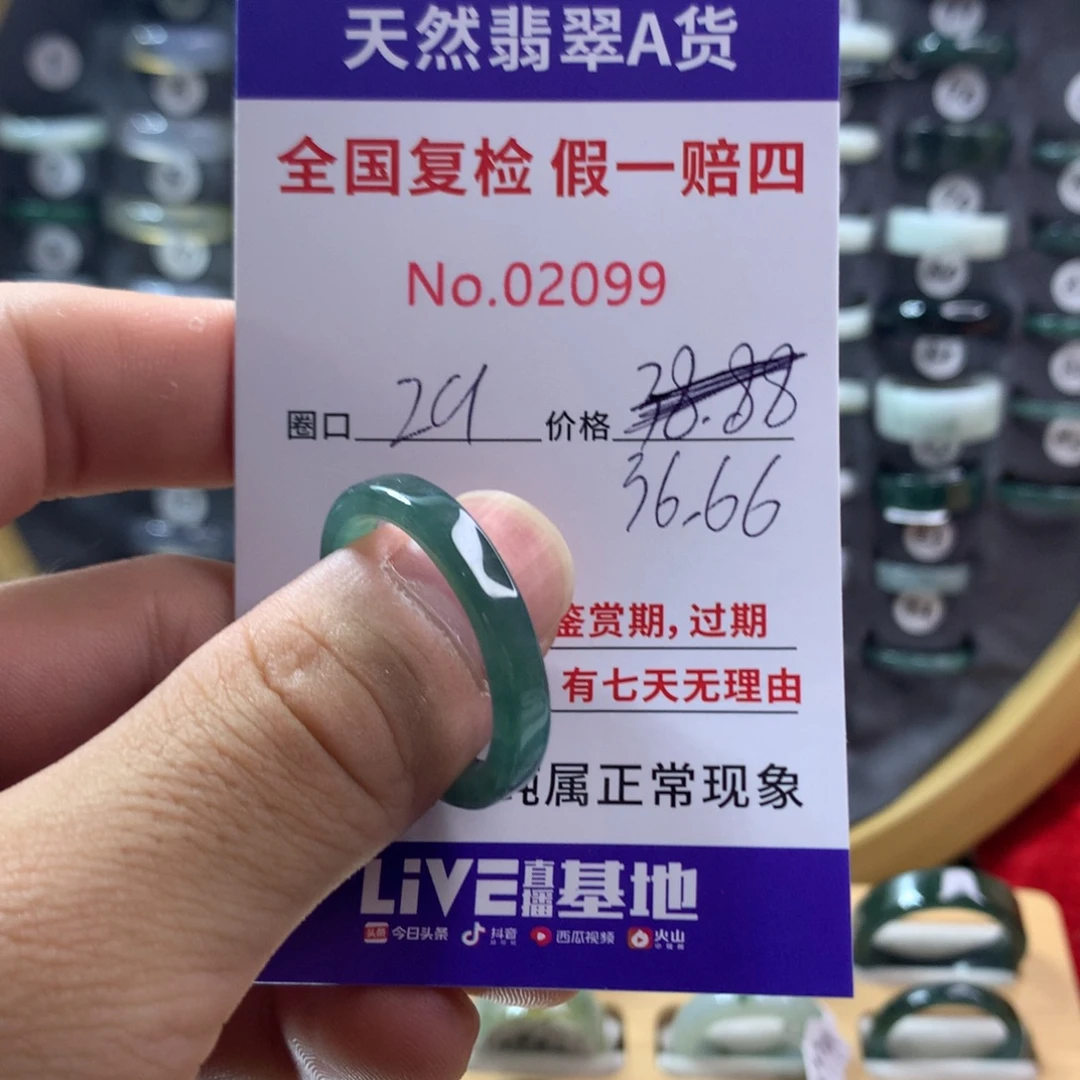 天然翡翠A货
全国复检 假一赔四
No.02099
圈口 价格 38.88
36.66
鉴赏期,过期
有七天无理由
纯属正常现象
LiVE直播基地
今日头条 抖音 西瓜视频 火山